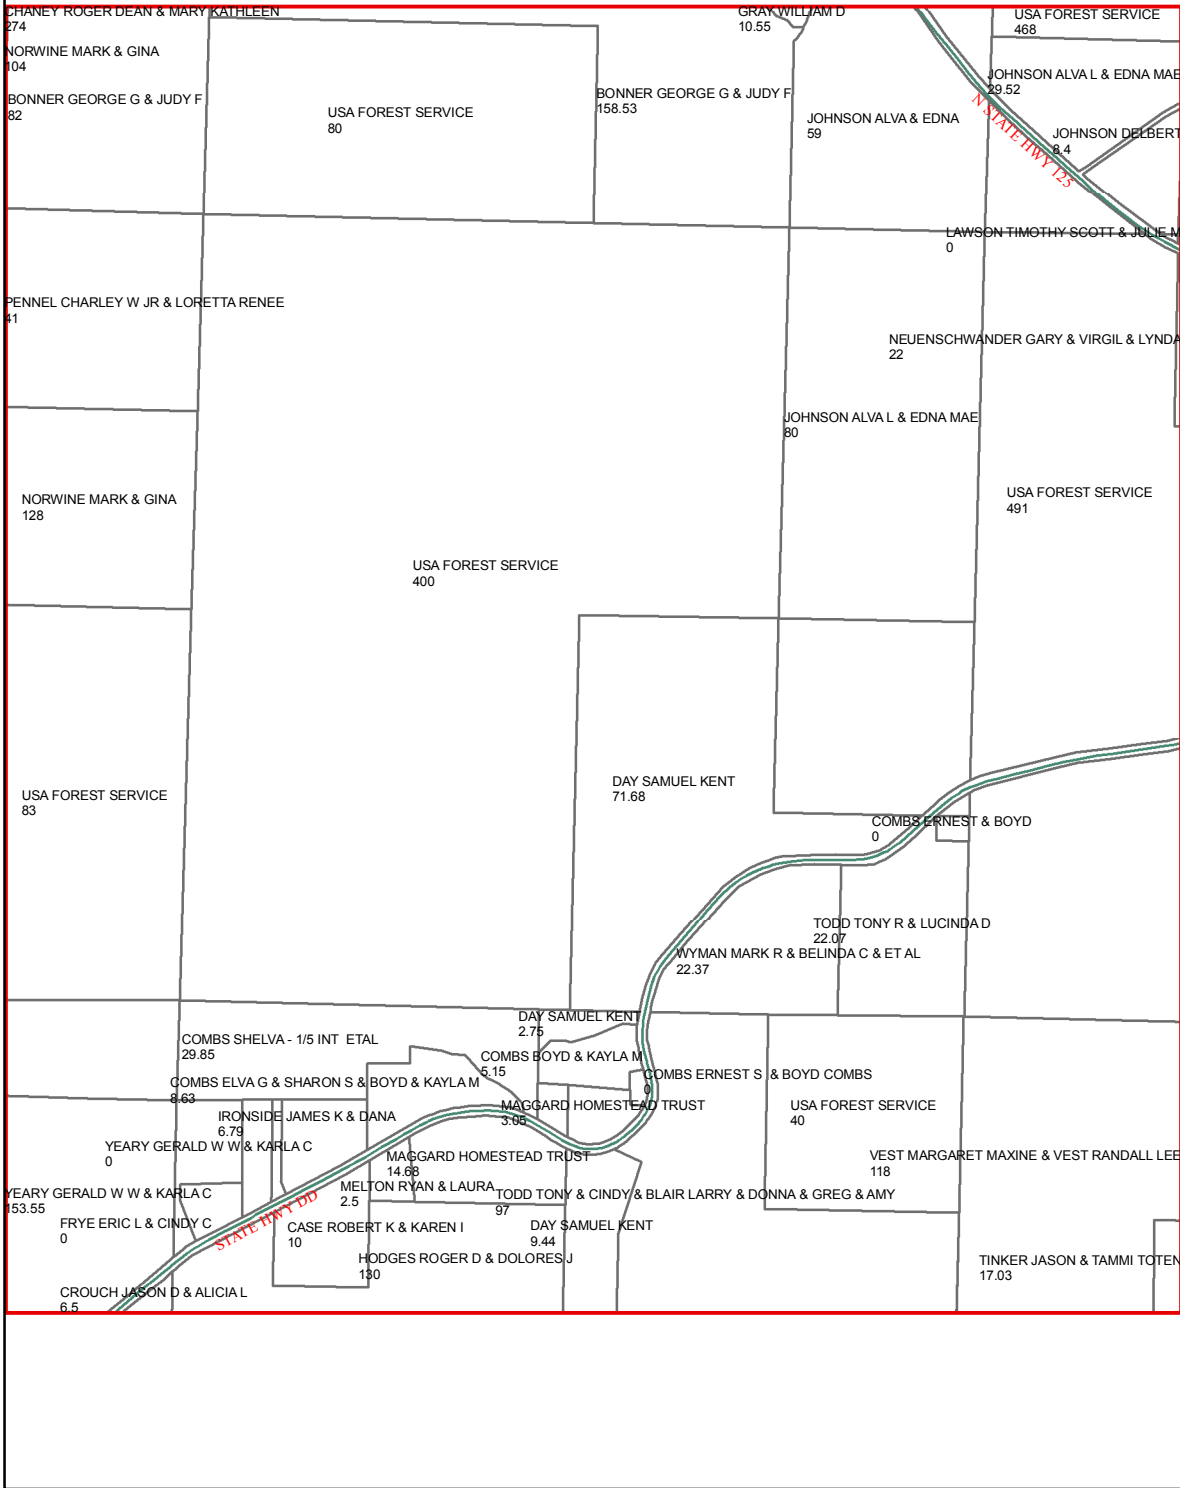 CHANEY ROGER DEAN & MARY KATHLEEN
274
GRAY WILLIAM D
10.55
USA FOREST SERVICE
468
NORWINE MARK & GINA
104
JOHNSON ALVA L & EDNA MAE
29.52
BONNER GEORGE G & JUDY F
82
USA FOREST SERVICE
80
BONNER GEORGE G & JUDY F
158.53
JOHNSON ALVA & EDNA
59
N STATE HWY 125
JOHNSON DELBERT
8.4
LAWSON TIMOTHY SCOTT & JULIE M
0
PENNEL CHARLEY W JR & LORETTA RENEE
41
NEUENSCHWANDER GARY & VIRGIL & LYNDA
22
JOHNSON ALVA L & EDNA MAE
80
NORWINE MARK & GINA
128
USA FOREST SERVICE
491
USA FOREST SERVICE
400
USA FOREST SERVICE
83
DAY SAMUEL KENT
71.68
COMBS ERNEST & BOYD
0
TODD TONY R & LUCINDA D
22.07
WYMAN MARK R & BELINDA C & ET AL
22.37
DAY SAMUEL KENT
2.75
COMBS SHELVA - 1/5 INT ETAL
29.85
COMBS BOYD & KAYLA M
5.15
COMBS ERNEST S & BOYD COMBS
0
COMBS ELVA G & SHARON S & BOYD & KAYLA M
8.63
MAGGARD HOMESTEAD TRUST
3.05
USA FOREST SERVICE
40
IRONSIDE JAMES K & DANA
6.79
YEARY GERALD W W & KARLA C
0
MAGGARD HOMESTEAD TRUST
14.68
VEST MARGARET MAXINE & VEST RANDALL LEE
118
YEARY GERALD W W & KARLA C
153.55
MELTON RYAN & LAURA
2.5
TODD TONY & CINDY & BLAIR LARRY & DONNA & GREG & AMY
97
FRYE ERIC L & CINDY C
0
STATE HWY DD
CASE ROBERT K & KAREN I
10
DAY SAMUEL KENT
9.44
HODGES ROGER D & DOLORES J
130
TINKER JASON & TAMMI TOTEN
17.03
CROUCH JASON D & ALICIA L
6.5